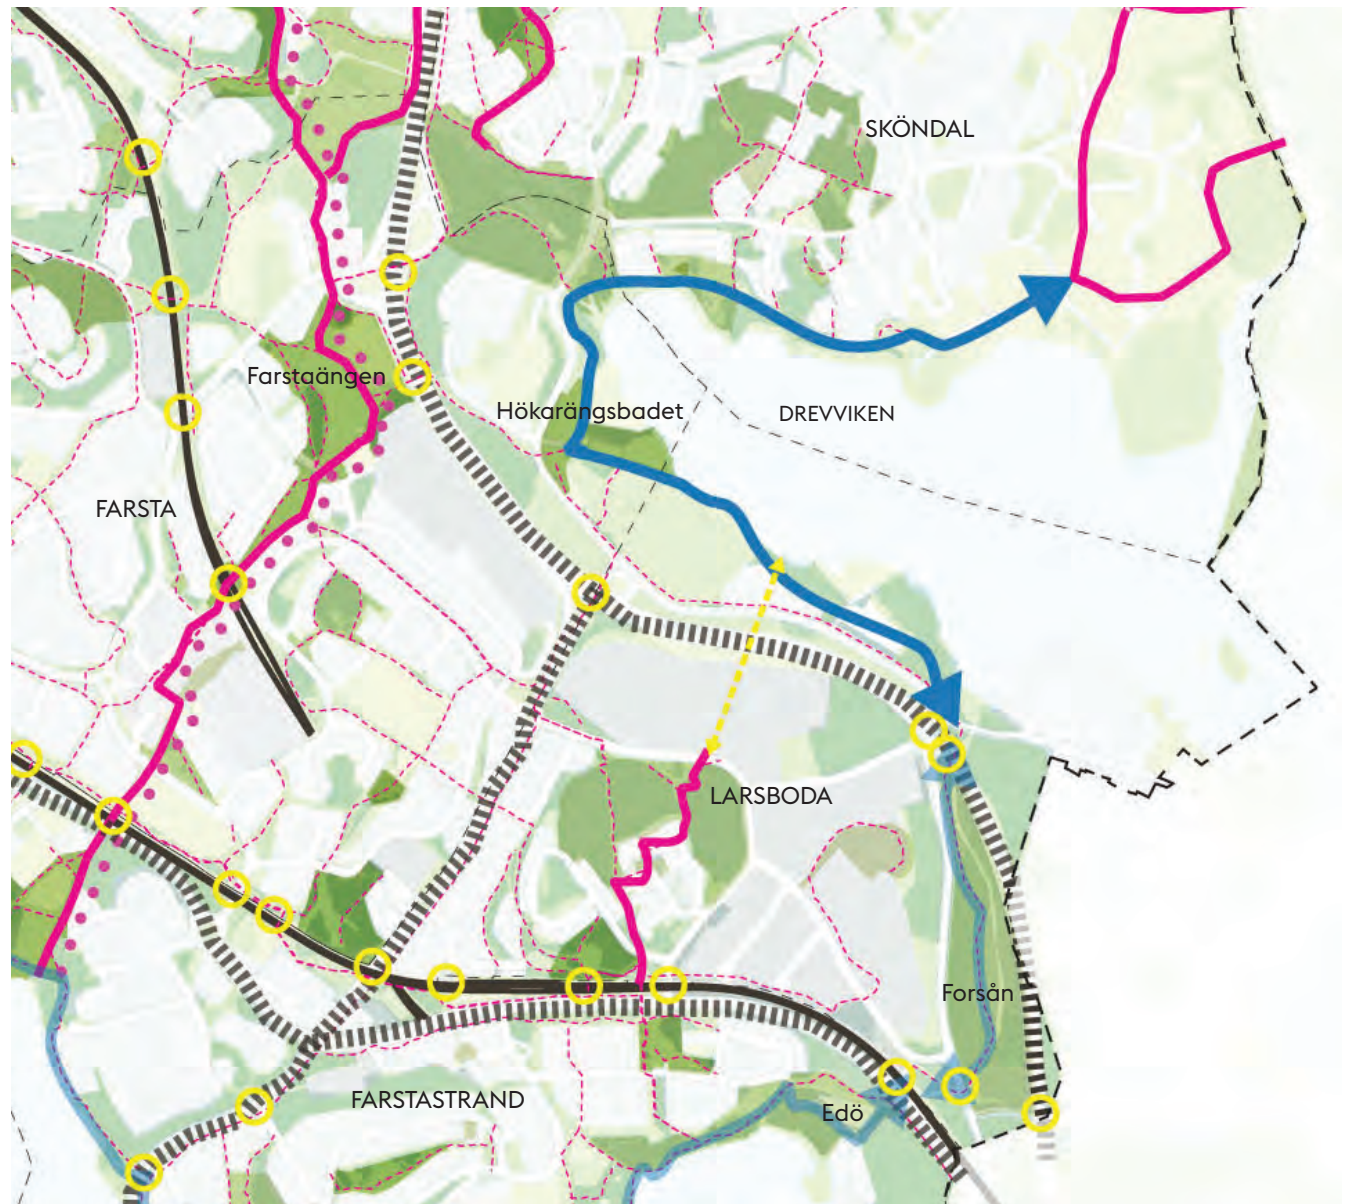 SKÖNDAL
Farstaängen
Hökarängsbadet
DREVVIKEN
FARSTA
LARSBODA
Forsån
FARSTASTRAND
Edö